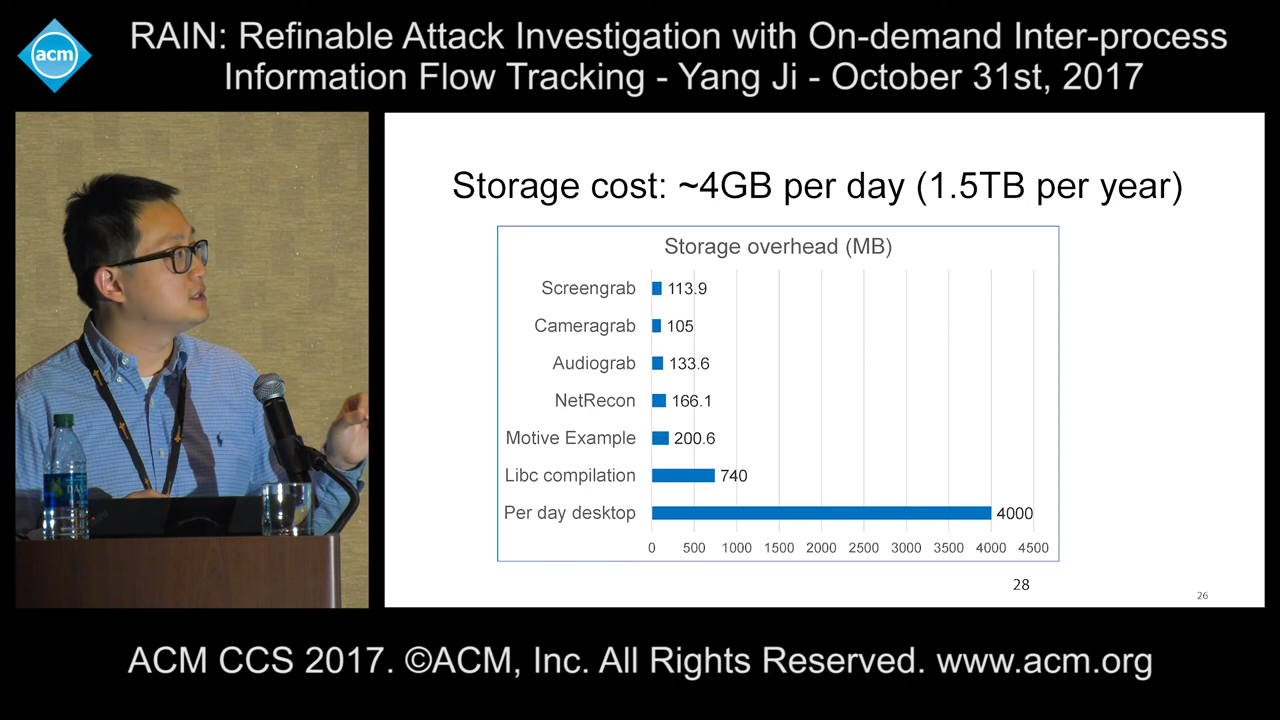 acm
RAIN: Refinable Attack Investigation with On-demand Inter-process
Information Flow Tracking - Yang Ji - October 31st, 2017
Storage cost: ~4GB per day (1.5TB per year)
Storage overhead (MB)
Screengrab 113.9
Cameragrab 105
Audiograb 133.6
NetRecon 166.1
Motive Example 200.6
Libc compilation 740
Per day desktop 4000
0 500 1000 1500 2000 2500 3000 3500 4000 4500
28
26
ACM CCS 2017. ©ACM, Inc. All Rights Reserved. www.acm.org